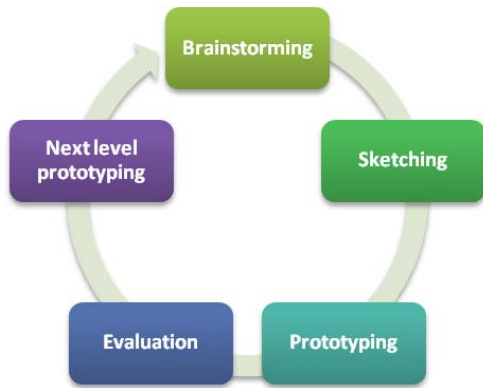 Brainstorming
Sketching
Prototyping
Evaluation
Next level
prototyping